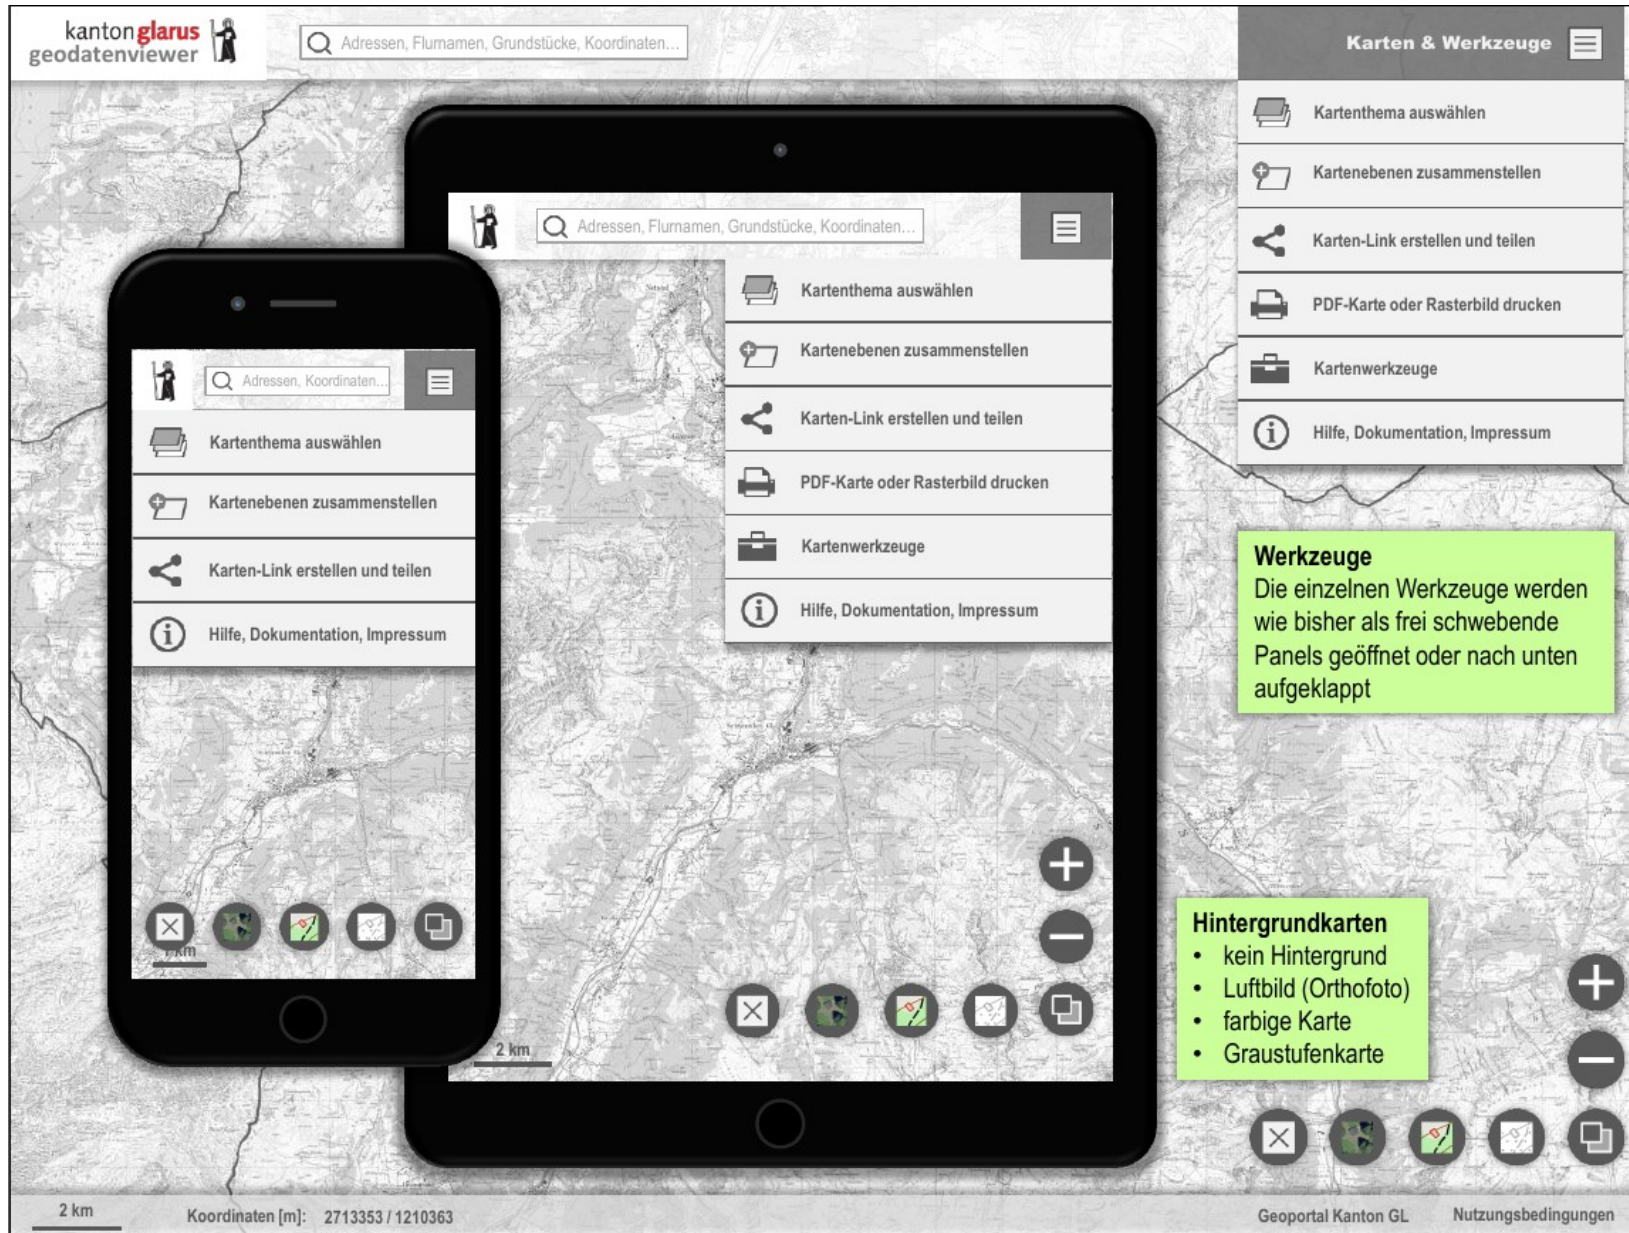 kanton glarus
geodatenviewer
Adressen, Flurnamen, Grundstücke, Koordinaten...
Karten & Werkzeuge
Kartenthema auswählen
Kartenebenen zusammenstellen
Karten-Link erstellen und teilen
PDF-Karte oder Rasterbild drucken
Kartenwerkzeuge
Hilfe, Dokumentation, Impressum
Adressen, Flurnamen, Grundstücke, Koordinaten...
Kartenthema auswählen
Kartenebenen zusammenstellen
Karten-Link erstellen und teilen
PDF-Karte oder Rasterbild drucken
Kartenwerkzeuge
Hilfe, Dokumentation, Impressum
2 km
Adressen, Koordinaten...
Kartenthema auswählen
Kartenebenen zusammenstellen
Karten-Link erstellen und teilen
Hilfe, Dokumentation, Impressum
km
Werkzeuge
Die einzelnen Werkzeuge werden
wie bisher als frei schwebende
Panels geöffnet oder nach unten
aufgeklappt
Hintergrundkarten
• kein Hintergrund
• Luftbild (Orthofoto)
• farbige Karte
• Graustufenkarte
2 km
Koordinaten [m]: 2713353 / 1210363
Geoportal Kanton GL
Nutzungsbedingungen